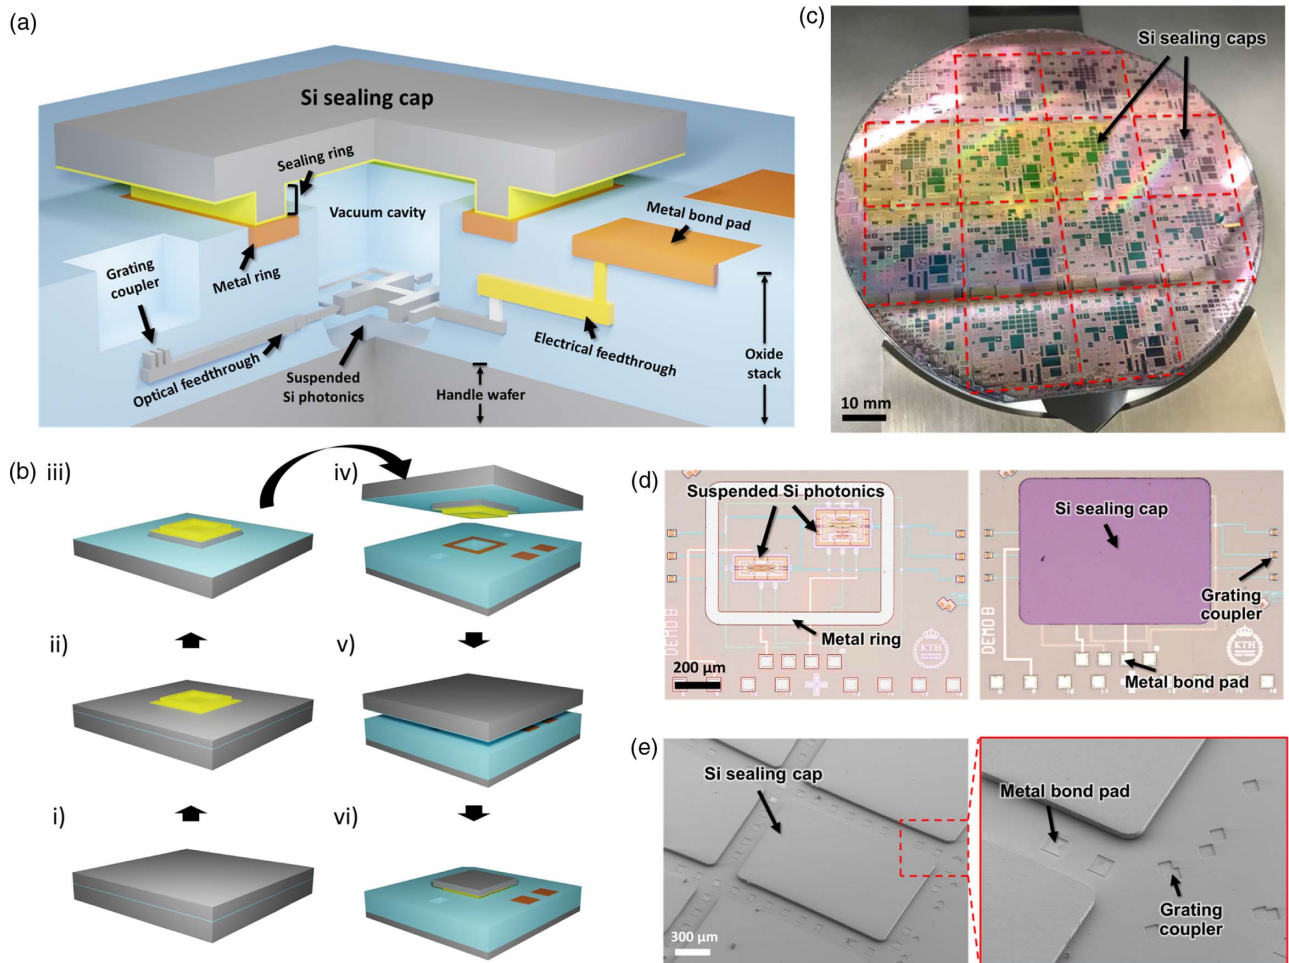 (a)
Si sealing cap
Sealing ring
Vacuum cavity
Metal bond
pad
Grating
coupler
Metal ring
Optical feedthrough
Suspended
Si photonics
Electrical feedthrough
Handle wafer
Oxide
stack
(b)
iii)
iv)
ii)
v)
i)
vi)
(c)
Si sealing caps
10 mm
(d)
Suspended Si photonics
Metal ring
DEMO B
KTH
200 µm
Si sealing cap
Grating
coupler
DEMO B
KTH
Metal bond pad
(e)
Si sealing cap
300 µm
Metal bond pad
Grating
coupler